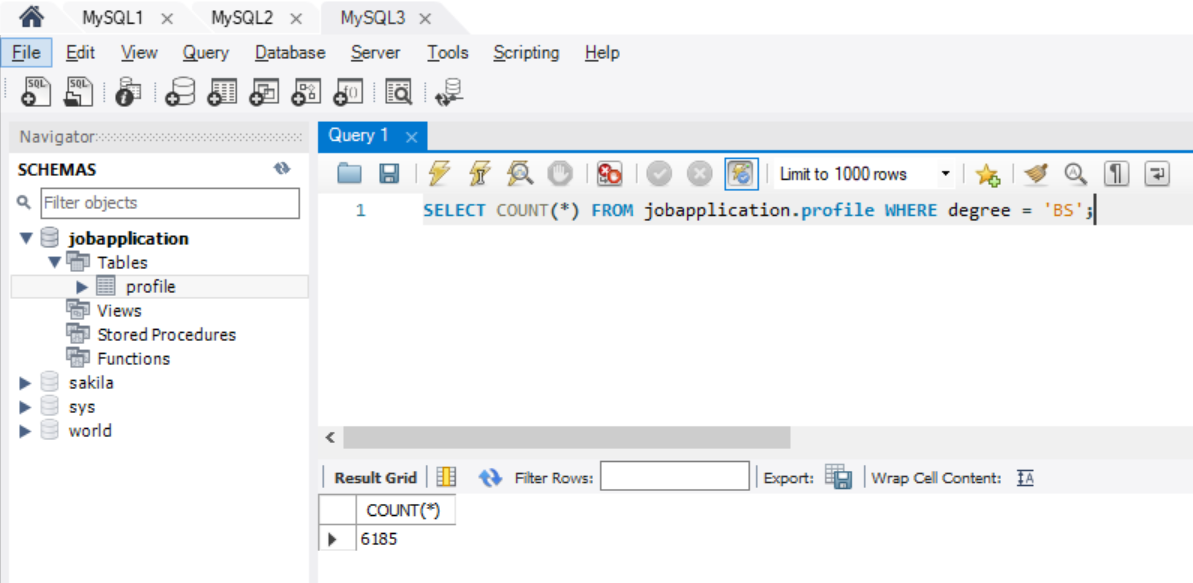 MySQL1 MySQL2 MySQL3
File Edit View Query Database Server Tools Scripting Help
SQL SQL
Navigator
Query 1
SCHEMAS
Limit to 1000 rows
Filter objects
1 SELECT COUNT(*) FROM jobapplication.profile WHERE degree = 'BS';
jobapplication
Tables
profile
Views
Stored Procedures
Functions
sakila
sys
world
Result Grid Filter Rows: Export: Wrap Cell Content:
COUNT(*)
6185